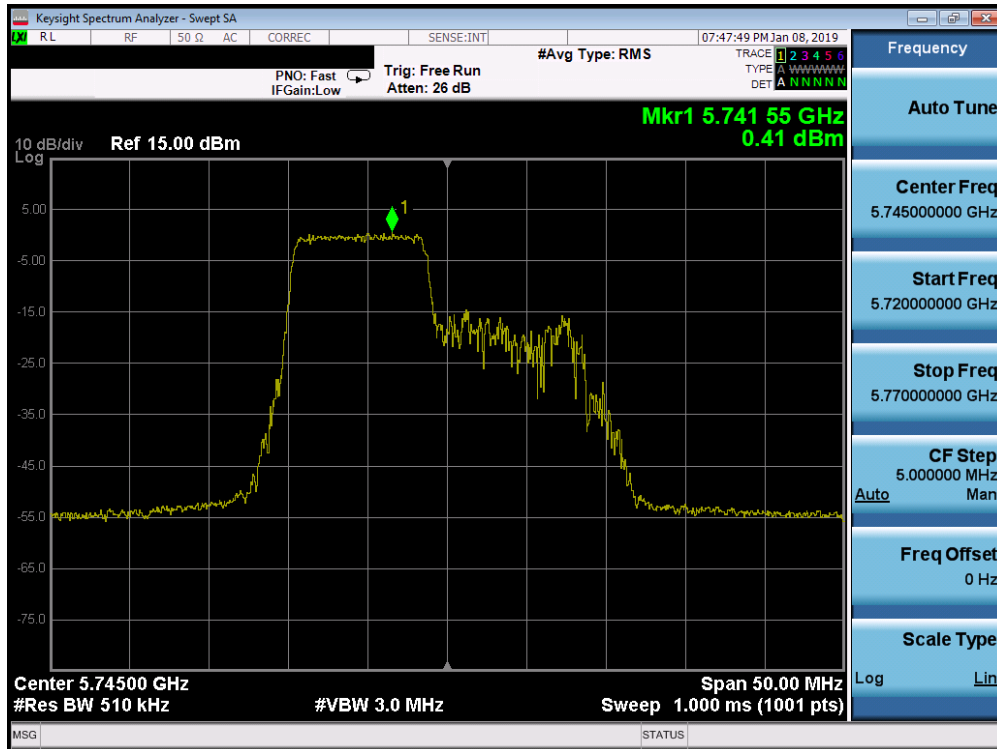 Keysight Spectrum Analyzer - Swept SA
LXI RL RF 50 Ω AC CORREC SENSE:INT 07:47:49 PM Jan 08, 2019
#Avg Type: RMS TRACE 1 2 3 4 5 6
PNO: Fast Trig: Free Run TYPE A WWWWW
IFGain:Low Atten: 26 dB DET A N N N N N
Mkr1 5.741 55 GHz
0.41 dBm
10 dB/div Ref 15.00 dBm
Log
1
5.00
-5.00
-15.0
-25.0
-35.0
-45.0
-55.0
-65.0
-75.0
Center 5.74500 GHz Span 50.00 MHz
#Res BW 510 kHz #VBW 3.0 MHz Sweep 1.000 ms (1001 pts)
MSG STATUS
Frequency
Auto Tune
Center Freq
5.745000000 GHz
Start Freq
5.720000000 GHz
Stop Freq
5.770000000 GHz
CF Step
5.000000 MHz
Auto Man
Freq Offset
0 Hz
Scale Type
Log Lin